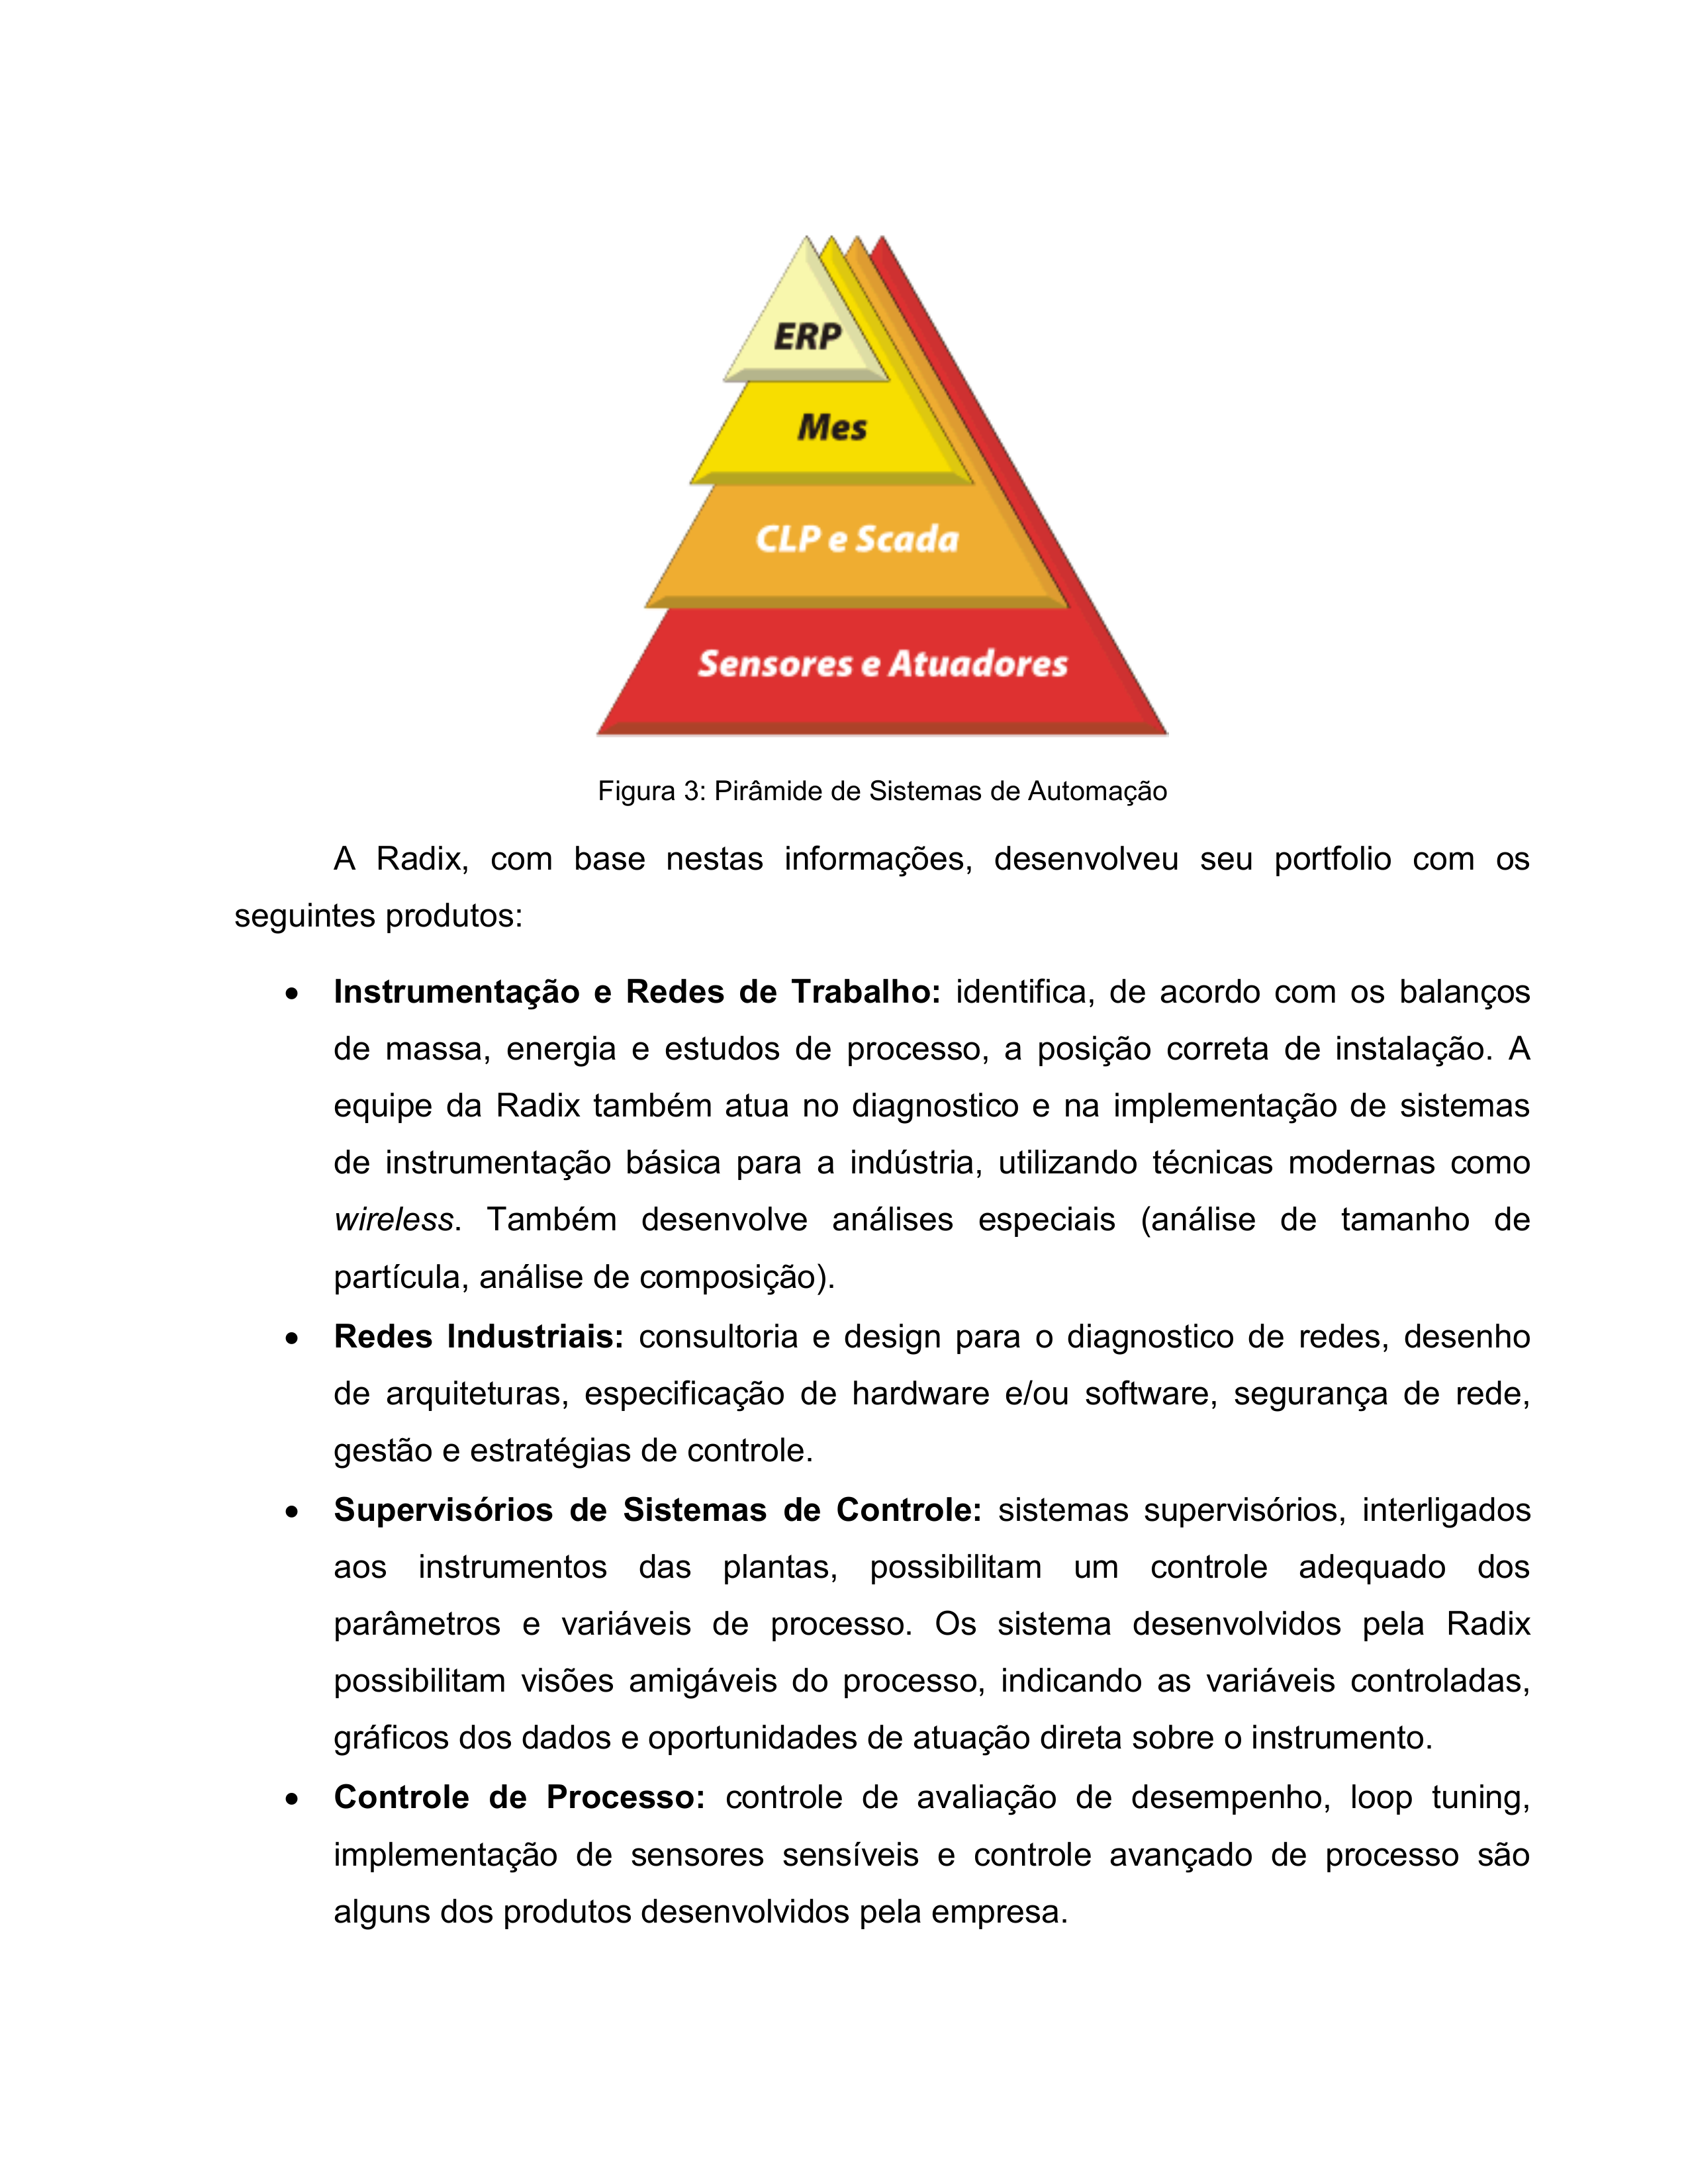 ERP
Mes
CLP e Scada
Sensores e Atuadores
Figura 3: Pirâmide de Sistemas de Automação
A Radix, com base nestas informações, desenvolveu seu portfolio com os
seguintes produtos:
• Instrumentação e Redes de Trabalho: identifica, de acordo com os balanços
de massa, energia e estudos de processo, a posição correta de instalação. A
equipe da Radix também atua no diagnostico e na implementação de sistemas
de instrumentação básica para a indústria, utilizando técnicas modernas como
wireless. Também desenvolve análises especiais (análise de tamanho de
partícula, análise de composição).
• Redes Industriais: consultoria e design para o diagnostico de redes, desenho
de arquiteturas, especificação de hardware e/ou software, segurança de rede,
gestão e estratégias de controle.
• Supervisórios de Sistemas de Controle: sistemas supervisórios, interligados
aos instrumentos das plantas, possibilitam um controle adequado dos
parâmetros e variáveis de processo. Os sistema desenvolvidos pela Radix
possibilitam visões amigáveis do processo, indicando as variáveis controladas,
gráficos dos dados e oportunidades de atuação direta sobre o instrumento.
• Controle de Processo: controle de avaliação de desempenho, loop tuning,
implementação de sensores sensíveis e controle avançado de processo são
alguns dos produtos desenvolvidos pela empresa.